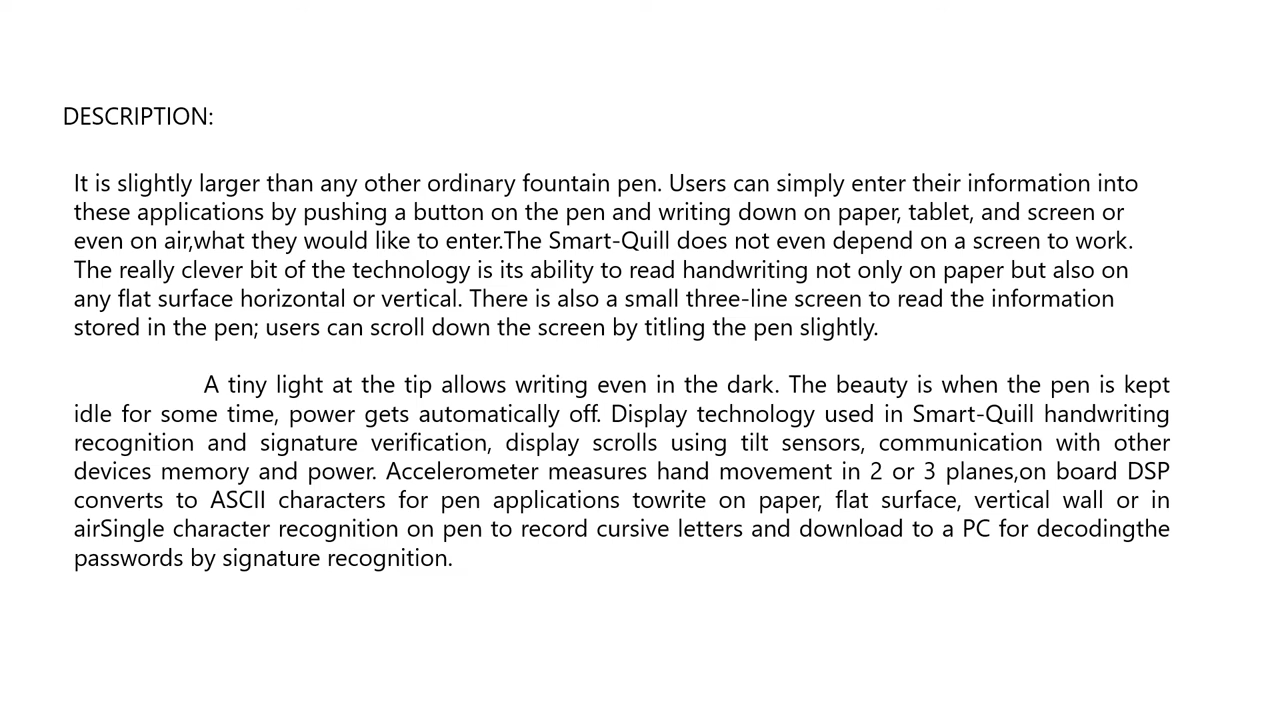 DESCRIPTION:
It is slightly larger than any other ordinary fountain pen. Users can simply enter their information into
these applications by pushing a button on the pen and writing down on paper, tablet, and screen or
even on air,what they would like to enter.The Smart-Quill does not even depend on a screen to work.
The really clever bit of the technology is its ability to read handwriting not only on paper but also on
any flat surface horizontal or vertical. There is also a small three-line screen to read the information
stored in the pen; users can scroll down the screen by titling the pen slightly.
A tiny light at the tip allows writing even in the dark. The beauty is when the pen is kept
idle for some time, power gets automatically off. Display technology used in Smart-Quill handwriting
recognition and signature verification, display scrolls using tilt sensors, communication with other
devices memory and power. Accelerometer measures hand movement in 2 or 3 planes,on board DSP
converts to ASCII characters for pen applications towrite on paper, flat surface, vertical wall or in
airSingle character recognition on pen to record cursive letters and download to a PC for decodingthe
passwords by signature recognition.